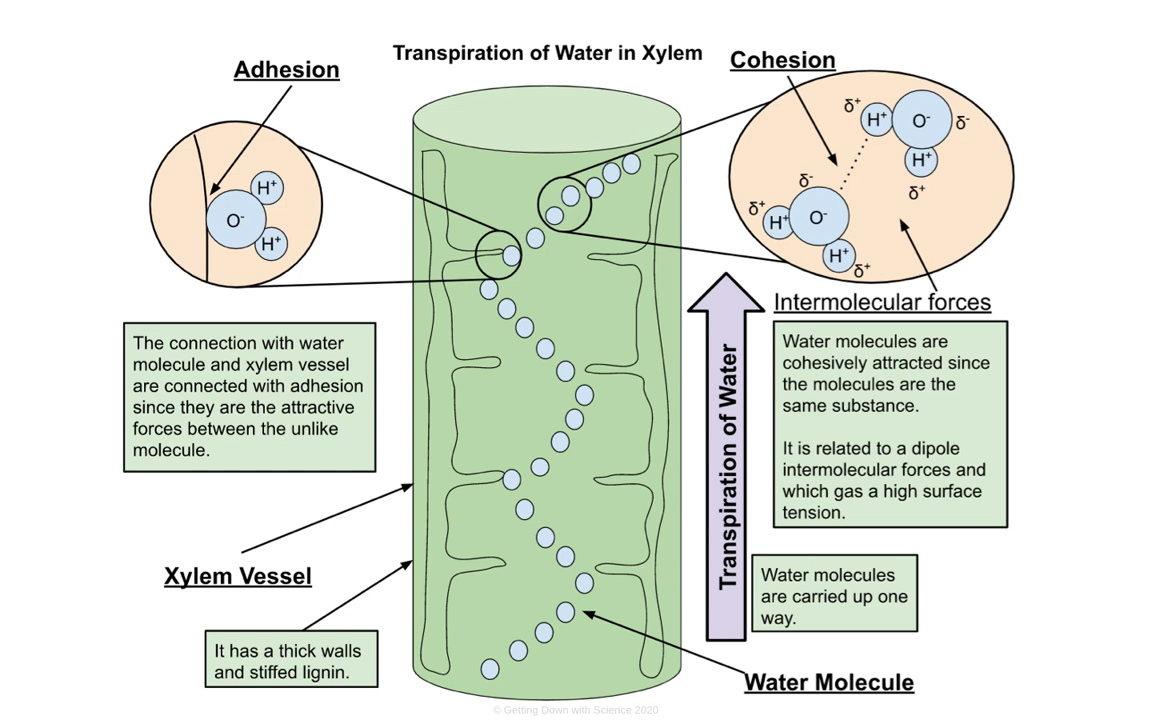 Transpiration of Water in Xylem
Adhesion
Cohesion
H⁺
O⁻
H⁺
δ⁺
H⁺
O⁻
δ⁻
H⁺
δ⁺
δ⁻
δ⁺
H⁺
O⁻
H⁺
δ⁺
Intermolecular forces
The connection with water
molecule and xylem vessel
are connected with adhesion
since they are the attractive
forces between the unlike
molecule.
Water molecules are
cohesively attracted since
the molecules are the
same substance.
It is related to a dipole
intermolecular forces and
which gas a high surface
tension.
Transpiration of Water
Xylem Vessel
Water molecules
are carried up one
way.
It has a thick walls
and stiffed lignin.
Water Molecule
© Getting Down with Science 2020